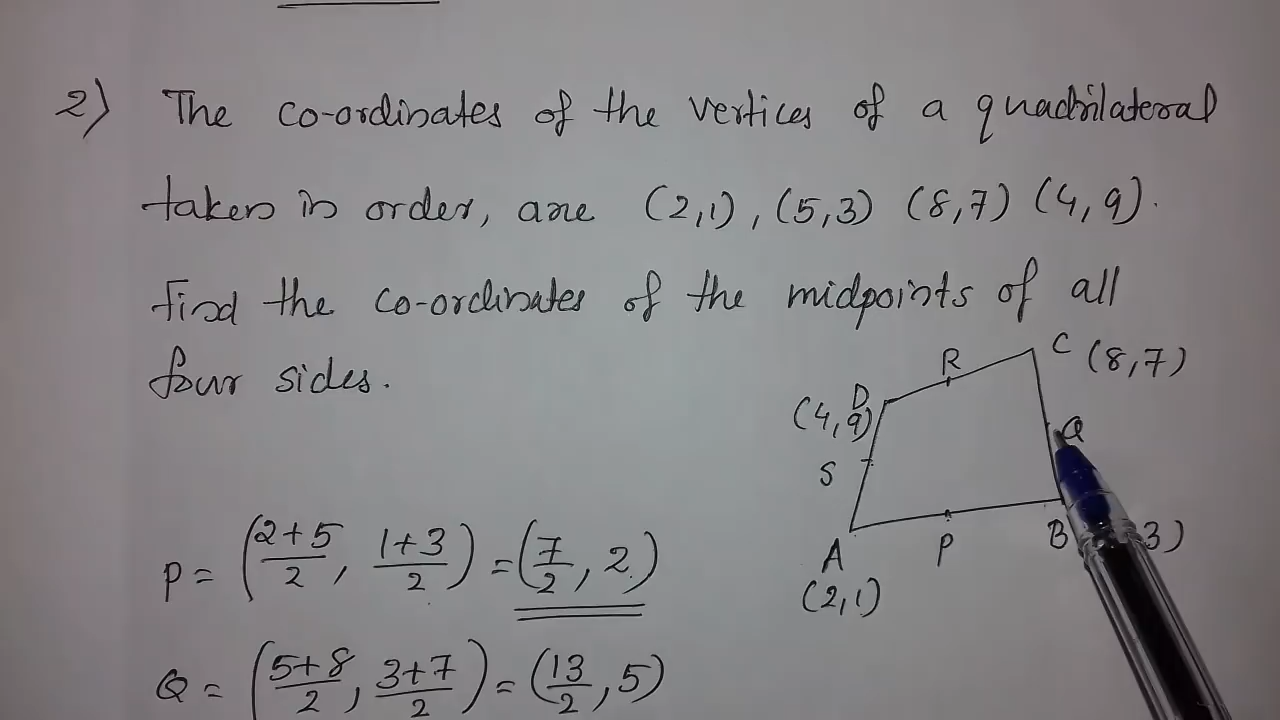 2) The co-ordinates of the vertices of a quadrilateral
taken in order, are (2,1), (5,3) (8,7) (4,9).
Find the co-ordinates of the midpoints of all
four sides.
C (8,7)
R
D
(4,9)
Q
S
A
(2,1)
P
B
3)
P = (2+5/2, 1+3/2) = (7/2, 2)
Q = (5+8/2, 3+7/2) = (13/2, 5)